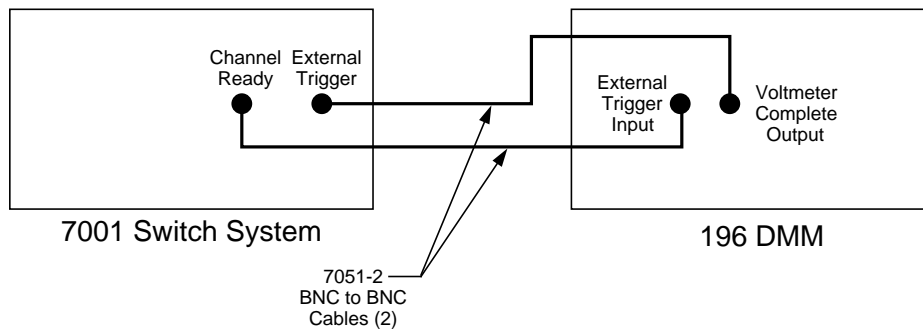 Channel
Ready
External
Trigger
External
Trigger
Input
Voltmeter
Complete
Output
7001 Switch System
196 DMM
7051-2
BNC to BNC
Cables (2)